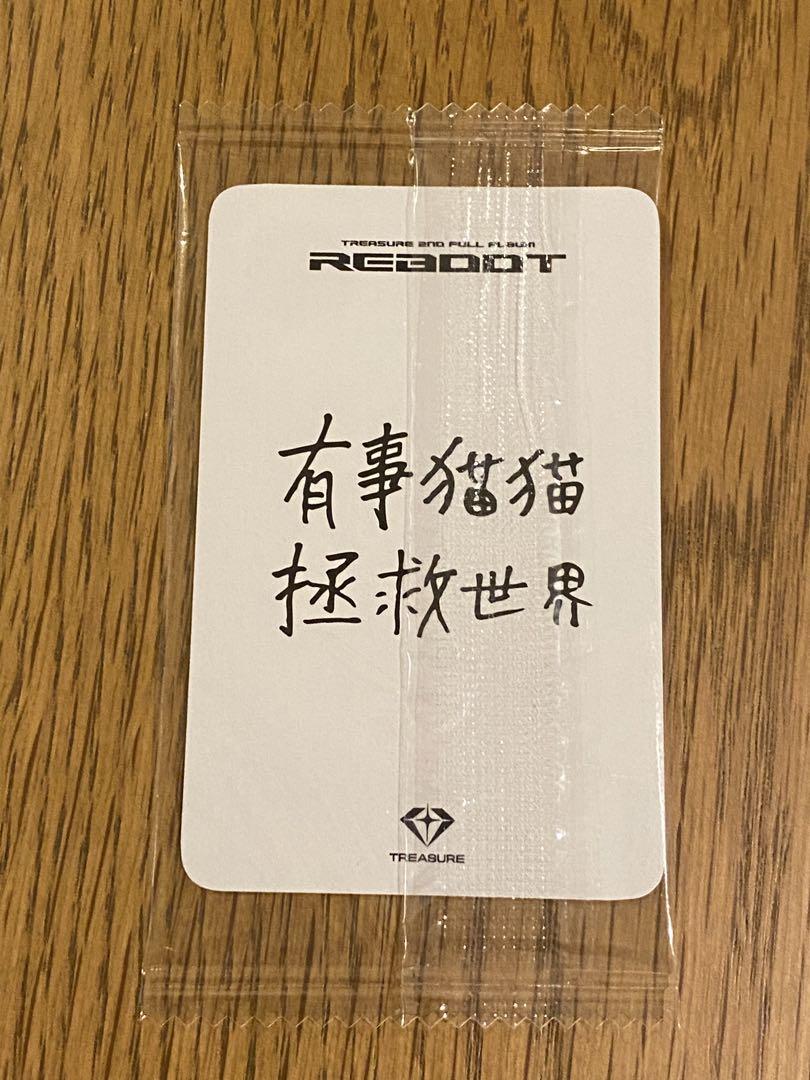 TREASURE 2ND FULL ALBUM
REBOOT
有事猫猫
拯救世界
TREASURE